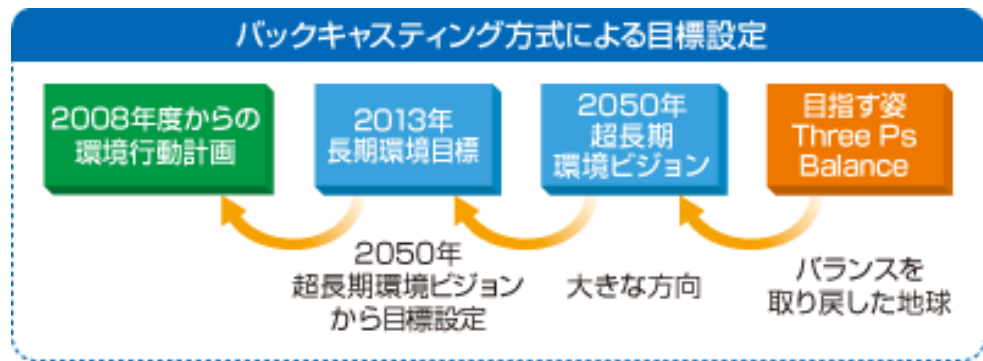 バックキャスティング方式による目標設定
2008年度からの
環境行動計画
2013年
長期環境目標
2050年
超長期
環境ビジョン
目指す姿
Three Ps
Balance
2050年
超長期環境ビジョン
から目標設定
大きな方向
バランスを
取り戻した地球